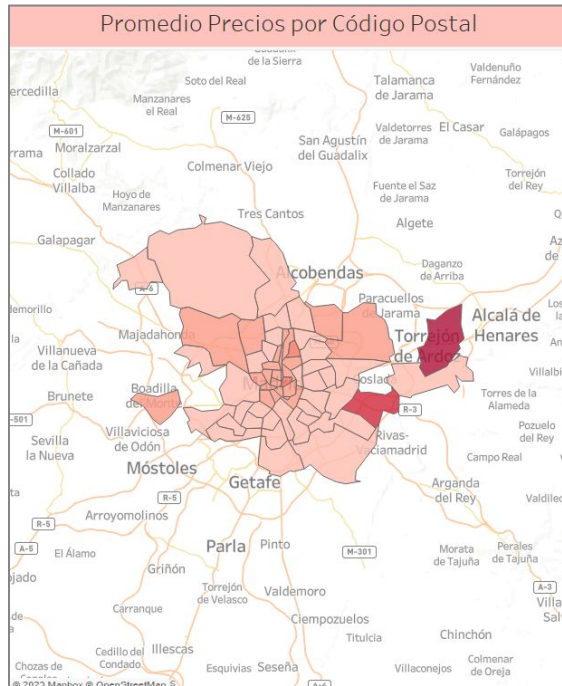 Promedio Precios por Código Postal
de la Sierra
Soto del Real
Valdenuño
Fernández
Talamanca
de Jarama
Manzanares
el Real
M-625
M-601
Moralzarzal
San Agustín
del Guadalix
Valdetorres
de Jarama
El Casar
Galápagos
Collado
Villalba
Colmenar Viejo
Hoyo de
Manzanares
Fuente el Saz
de Jarama
Torrejón
del Rey
Tres Cantos
Algete
Galapagar
Daganzo
de Arriba
A-6
Alcobendas
Paracuellos
de Jarama
Alcalá de
Henares
Majadahonda
Torrejón
de Ardoz
Villanueva
de la Cañada
Boadilla
del Monte
Brunete
R-3
Torres de la
Alameda
Villaviciosa
de Odón
Sevilla
la Nueva
Rivas-
Vaciamadrid
Pozuelo
del Rey
Campo Real
Móstoles
Getafe
R-5
Arganda
del Rey
Arroyomolinos
R-5
A-5
El Álamo
Parla
Pinto
M-301
Morata
de Tajuña
Perales de
Tajuña
Griñón
A-3
Torrejón
de Velasco
Valdemoro
Carranque
Ciempozuelos
Titulcia
Chinchón
Cedillo del
Condado
Illescas
Esquivias
Seseña
Villaconejos
Colmenar
de Oreja
Chozas de
© 2023 Mapbox © OpenStreetMap